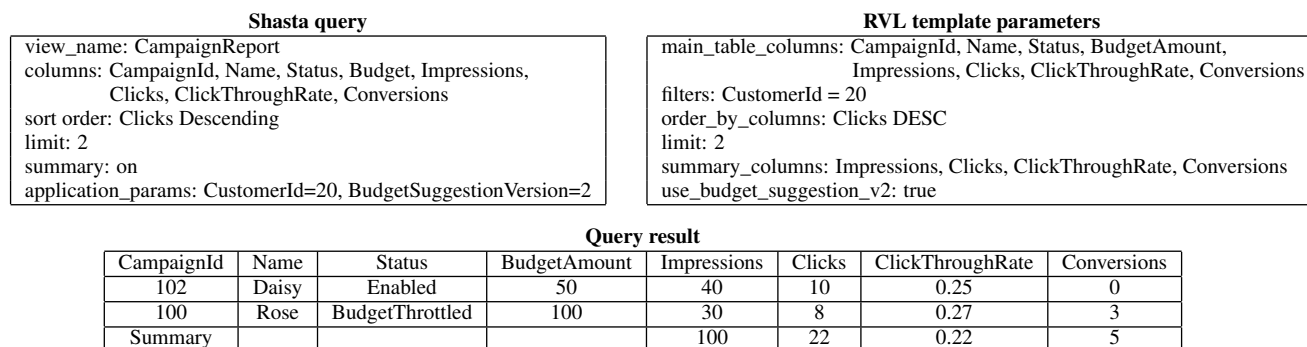 Shasta query
view_name: CampaignReport
columns: CampaignId, Name, Status, Budget, Impressions,
Clicks, ClickThroughRate, Conversions
sort order: Clicks Descending
limit: 2
summary: on
application_params: CustomerId=20, BudgetSuggestionVersion=2
RVL template parameters
main_table_columns: CampaignId, Name, Status, BudgetAmount,
Impressions, Clicks, ClickThroughRate, Conversions
filters: CustomerId = 20
order_by_columns: Clicks DESC
limit: 2
summary_columns: Impressions, Clicks, ClickThroughRate, Conversions
use_budget_suggestion_v2: true
Query result
CampaignId Name Status BudgetAmount Impressions Clicks ClickThroughRate Conversions
102 Daisy Enabled 50 40 10 0.25 0
100 Rose BudgetThrottled 100 30 8 0.27 3
Summary 100 22 0.22 5